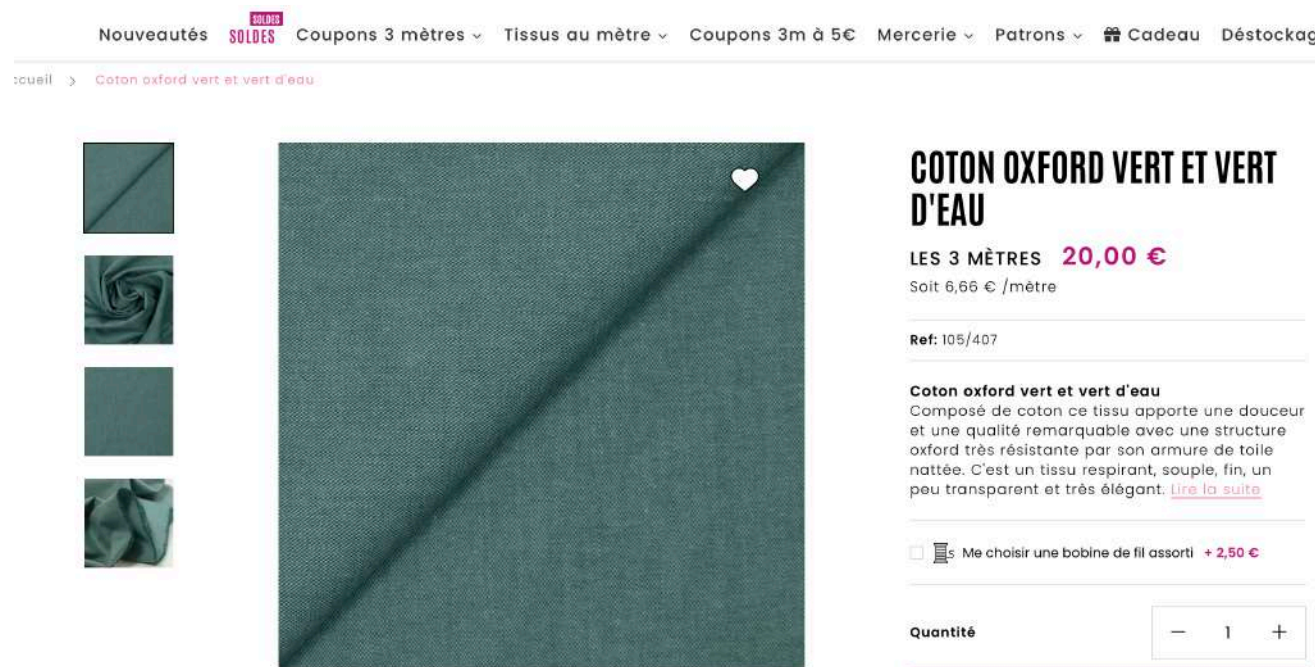 SOLDES
Nouveautés SOLDES Coupons 3 mètres Tissus au mètre Coupons 3m à 5€ Mercerie Patrons Cadeau
ccueil > Coton oxford vert et vert d'eau
COTON OXFORD VERT ET VERT
D'EAU
LES 3 MÈTRES 20,00 €
Soit 6,66 € /mètre
Ref: 105/407
Coton oxford vert et vert d'eau
Composé de coton ce tissu apporte une douceur
et une qualité remarquable avec une structure
oxford très résistante par son armure de toile
nattée. C'est un tissu respirant, souple, fin, un
peu transparent et très élégant. Lire la suite
Me choisir une bobine de fil assorti + 2,50 €
Quantité − 1 +